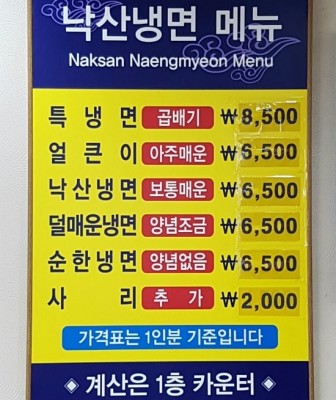 낙산냉면 메뉴
Naksan Naengmyeon Menu
특냉면 곱배기 ₩8,500
얼큰이 아주매운 ₩6,500
낙산냉면 보통매운 ₩6,500
덜매운냉면 양념조금 ₩6,500
순한냉면 양념없음 ₩6,500
사리 추가 ₩2,000
가격표는 1인분 기준입니다
◈ 계산은 1층 카운터 ◈